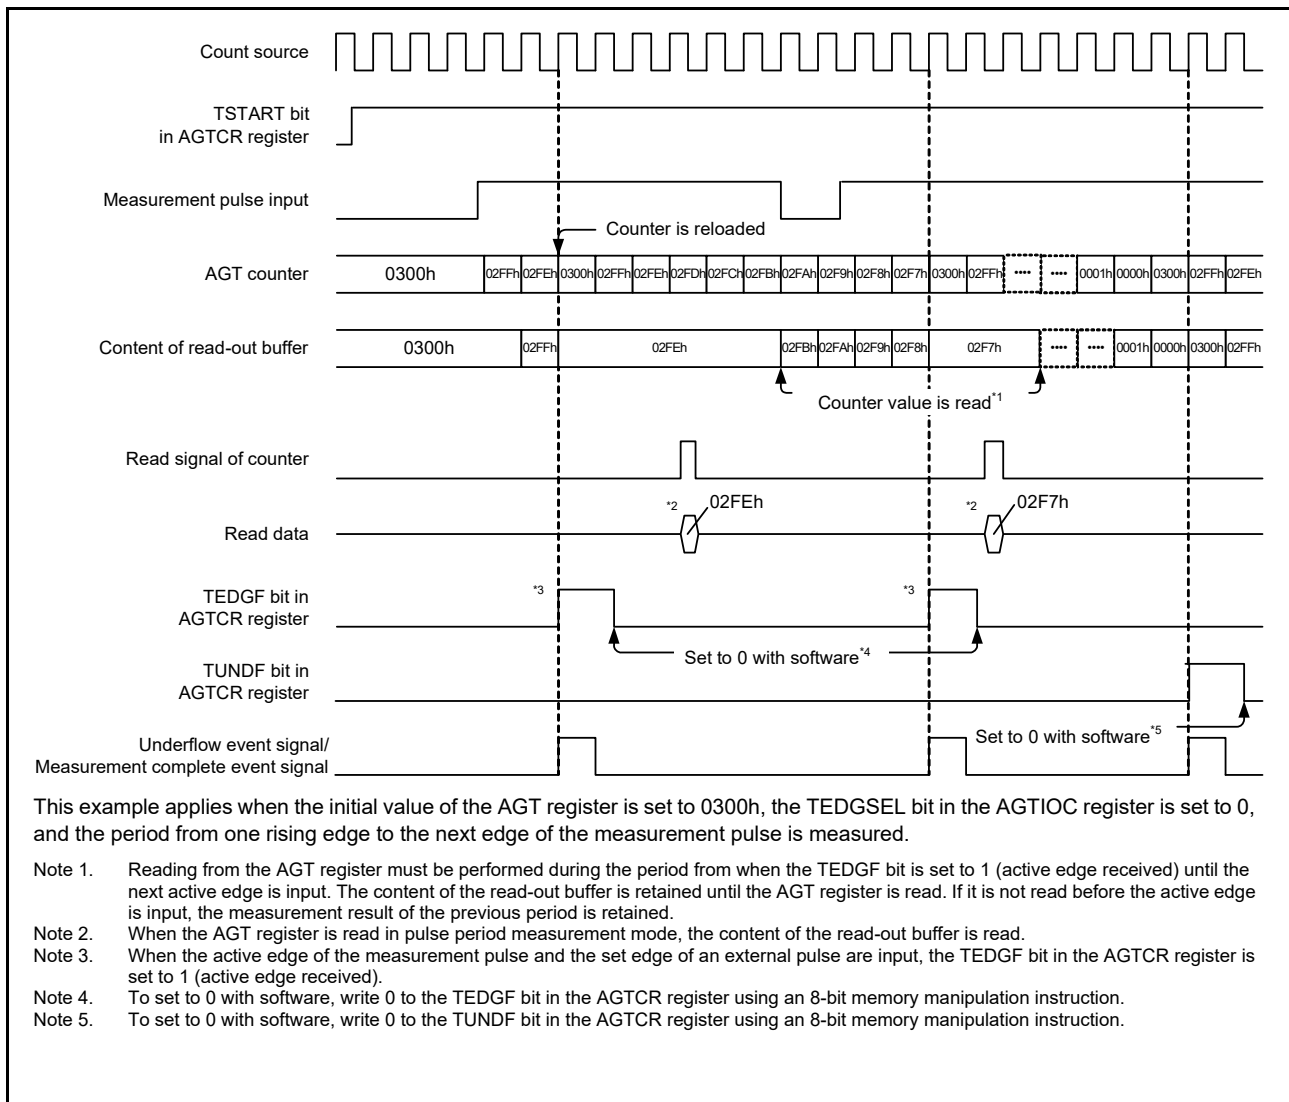 Count source
TSTART bit
in AGTCR register
Measurement pulse input
Counter is reloaded
AGT counter
0300h 02FFh 02FEh 0300h 02FFh 02FEh 02FDh 02FCh 02FBh 02FAh 02F9h 02F8h 02F7h 0300h 02FFh •••• •••• 0001h 0000h 0300h 02FFh 02FEh
Content of read-out buffer
0300h 02FFh 02FEh 02FBh 02FAh 02F9h 02F8h 02F7h •••• •••• 0001h 0000h 0300h 02FFh
Counter value is read*1
Read signal of counter
*2 02FEh *2 02F7h
Read data
*3 *3
TEDGF bit in
AGTCR register
Set to 0 with software*4
TUNDF bit in
AGTCR register
Set to 0 with software*5
Underflow event signal/
Measurement complete event signal
This example applies when the initial value of the AGT register is set to 0300h, the TEDGSEL bit in the AGTIOC register is set to 0,
and the period from one rising edge to the next edge of the measurement pulse is measured.
Note 1. Reading from the AGT register must be performed during the period from when the TEDGF bit is set to 1 (active edge received) until the
next active edge is input. The content of the read-out buffer is retained until the AGT register is read. If it is not read before the active edge
is input, the measurement result of the previous period is retained.
Note 2. When the AGT register is read in pulse period measurement mode, the content of the read-out buffer is read.
Note 3. When the active edge of the measurement pulse and the set edge of an external pulse are input, the TEDGF bit in the AGTCR register is
set to 1 (active edge received).
Note 4. To set to 0 with software, write 0 to the TEDGF bit in the AGTCR register using an 8-bit memory manipulation instruction.
Note 5. To set to 0 with software, write 0 to the TUNDF bit in the AGTCR register using an 8-bit memory manipulation instruction.